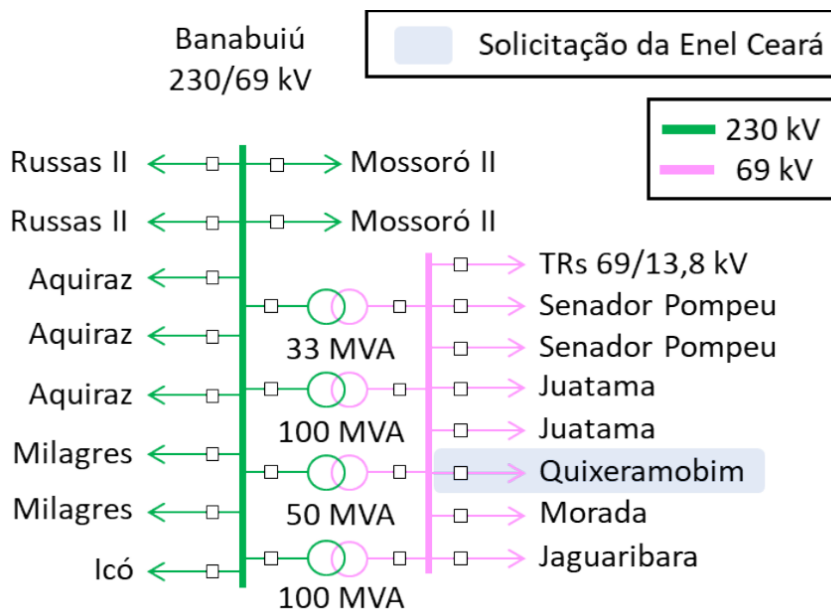 Banabuiú
230/69 kV
Solicitação da Enel Ceará
230 kV
69 kV
Russas II
Mossoró II
Russas II
Mossoró II
Aquiraz
Aquiraz
Aquiraz
Milagres
Milagres
Icó
33 MVA
100 MVA
50 MVA
100 MVA
TRs 69/13,8 kV
Senador Pompeu
Senador Pompeu
Juatama
Juatama
Quixeramobim
Morada
Jaguaribara